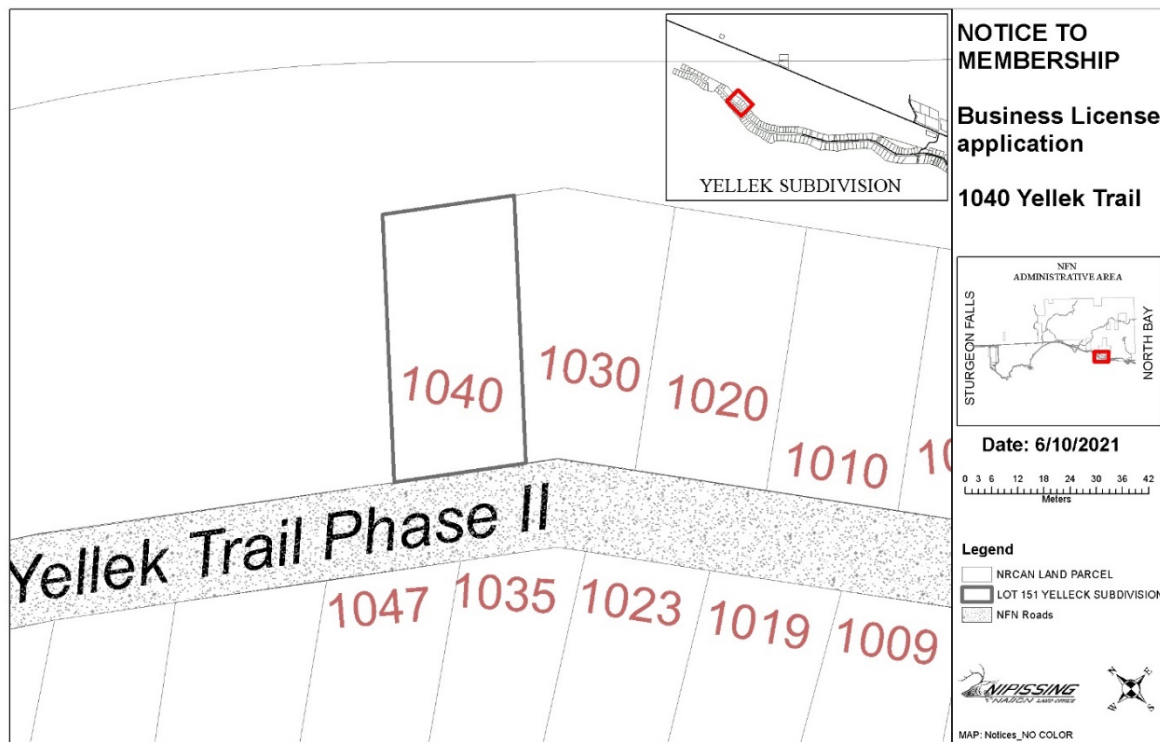 YELLEK SUBDIVISION
1040
1030
1020
1010
10
Yellek Trail Phase II
1047
1035
1023
1019
1009
NOTICE TO
MEMBERSHIP
Business License
application
1040 Yellek Trail
NFN
ADMINISTRATIVE AREA
STURGEON FALLS
NORTH BAY
Date: 6/10/2021
0 3 6 12 18 24 30 36 42
Meters
Legend
NRCAN LAND PARCEL
LOT 151 YELLECK SUBDIVISION
NFN Roads
NIPISSING
NATION LAND OFFICE
N
E
W
S
MAP: Notices_NO COLOR